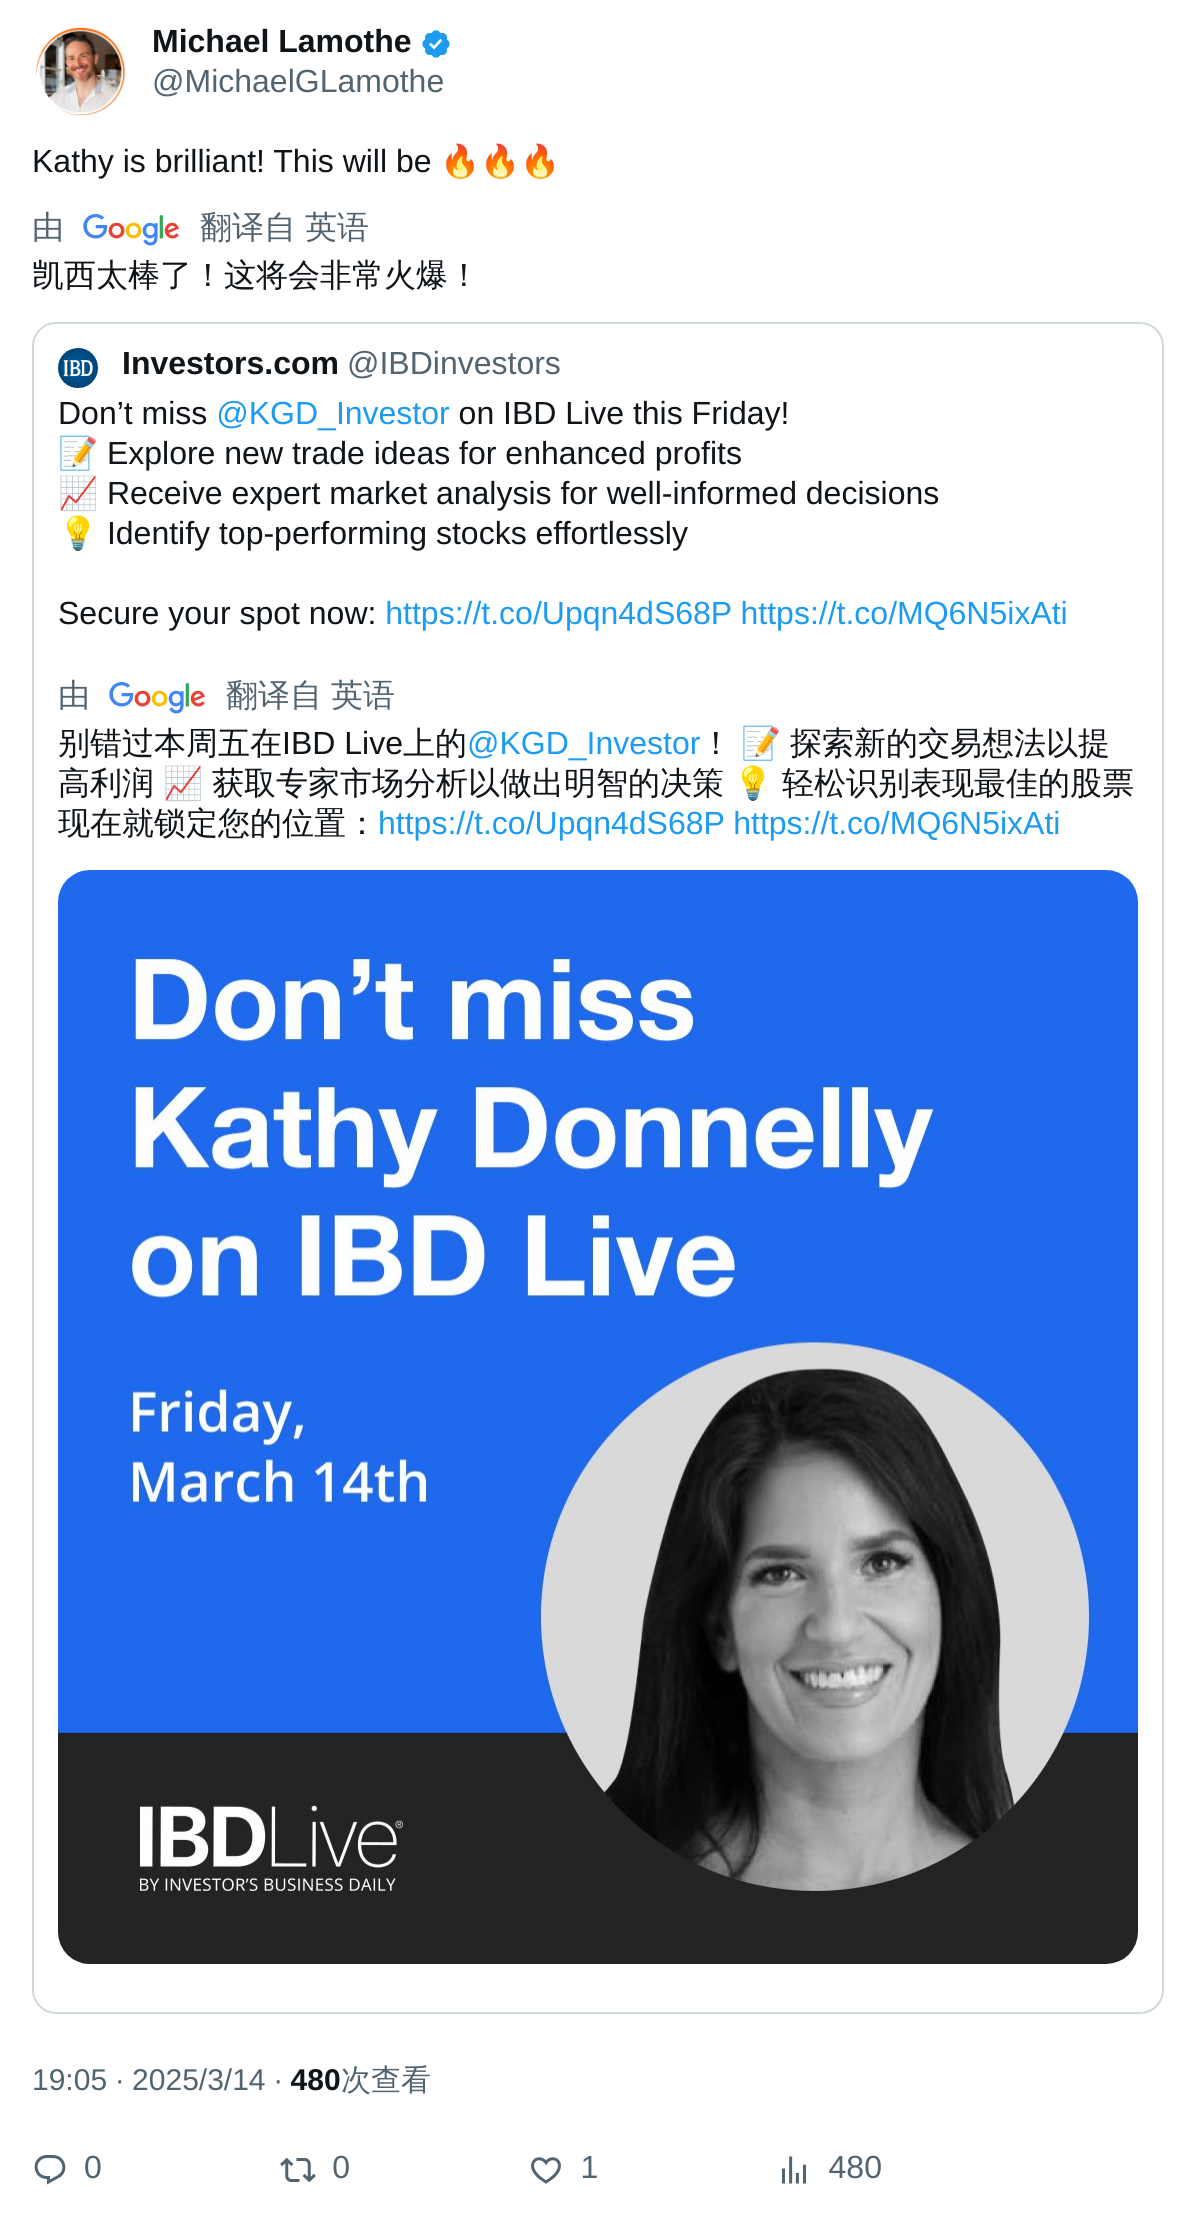 Michael Lamothe
@MichaelGLamothe
Kathy is brilliant! This will be 🔥🔥🔥
由 Google 翻译自 英语
凯西太棒了！这将会非常火爆！
IBD Investors.com @IBDinvestors
Don’t miss @KGD_Investor on IBD Live this Friday!
📝 Explore new trade ideas for enhanced profits
📈 Receive expert market analysis for well-informed decisions
💡 Identify top-performing stocks effortlessly
Secure your spot now: https://t.co/Upqn4dS68P https://t.co/MQ6N5ixAti
由 Google 翻译自 英语
别错过本周五在IBD Live上的@KGD_Investor！ 📝 探索新的交易想法以提
高利润 📈 获取专家市场分析以做出明智的决策 💡 轻松识别表现最佳的股票
现在就锁定您的位置：https://t.co/Upqn4dS68P https://t.co/MQ6N5ixAti
Don’t miss
Kathy Donnelly
on IBD Live
Friday,
March 14th
IBDLive®
BY INVESTOR’S BUSINESS DAILY
19:05 · 2025/3/14 · 480次查看
0 0 1 480